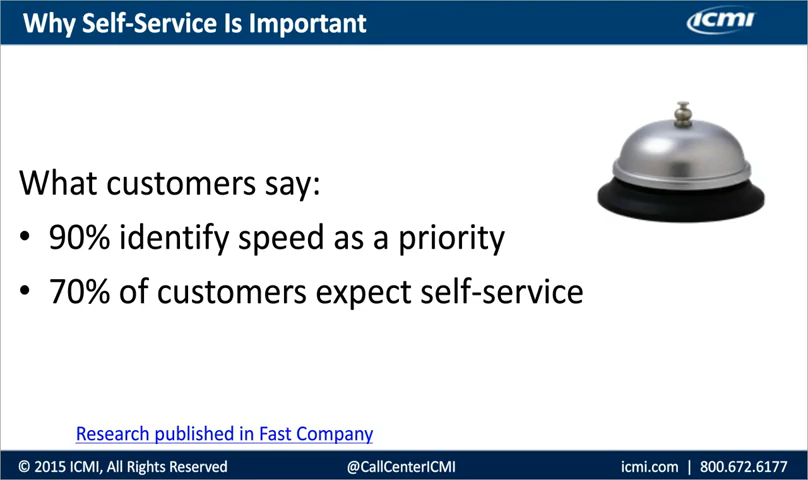 Why Self-Service Is Important
ICMI
What customers say:
• 90% identify speed as a priority
• 70% of customers expect self-service
Research published in Fast Company
© 2015 ICMI, All Rights Reserved
@CallCenterICMI
icmi.com | 800.672.6177